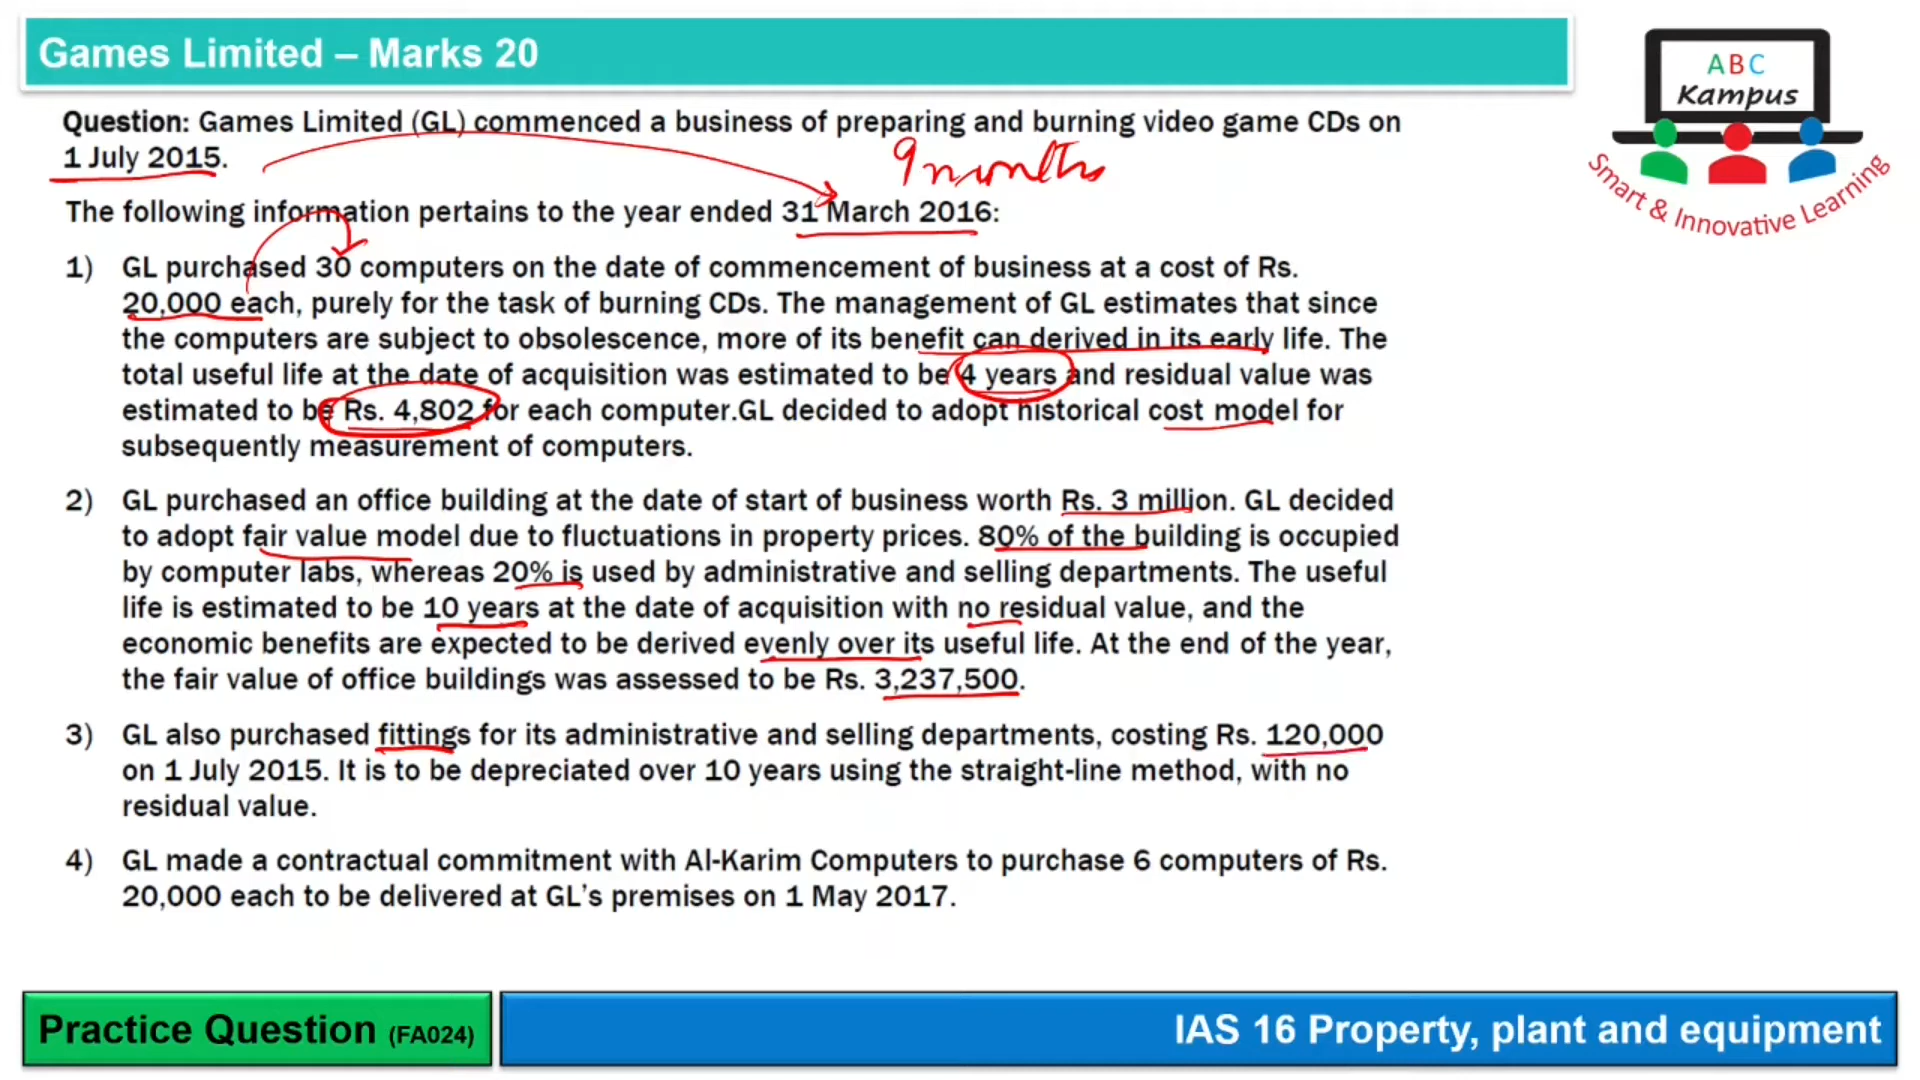 Games Limited – Marks 20
A B C
Kampus
Smart & Innovative Learning
Question: Games Limited (GL) commenced a business of preparing and burning video game CDs on
1 July 2015.
9 months
The following information pertains to the year ended 31 March 2016:
1) GL purchased 30 computers on the date of commencement of business at a cost of Rs.
20,000 each, purely for the task of burning CDs. The management of GL estimates that since
the computers are subject to obsolescence, more of its benefit can derived in its early life. The
total useful life at the date of acquisition was estimated to be 4 years and residual value was
estimated to be Rs. 4,802 for each computer.GL decided to adopt historical cost model for
subsequently measurement of computers.
2) GL purchased an office building at the date of start of business worth Rs. 3 million. GL decided
to adopt fair value model due to fluctuations in property prices. 80% of the building is occupied
by computer labs, whereas 20% is used by administrative and selling departments. The useful
life is estimated to be 10 years at the date of acquisition with no residual value, and the
economic benefits are expected to be derived evenly over its useful life. At the end of the year,
the fair value of office buildings was assessed to be Rs. 3,237,500.
3) GL also purchased fittings for its administrative and selling departments, costing Rs. 120,000
on 1 July 2015. It is to be depreciated over 10 years using the straight-line method, with no
residual value.
4) GL made a contractual commitment with Al-Karim Computers to purchase 6 computers of Rs.
20,000 each to be delivered at GL's premises on 1 May 2017.
Practice Question (FA024)
IAS 16 Property, plant and equipment